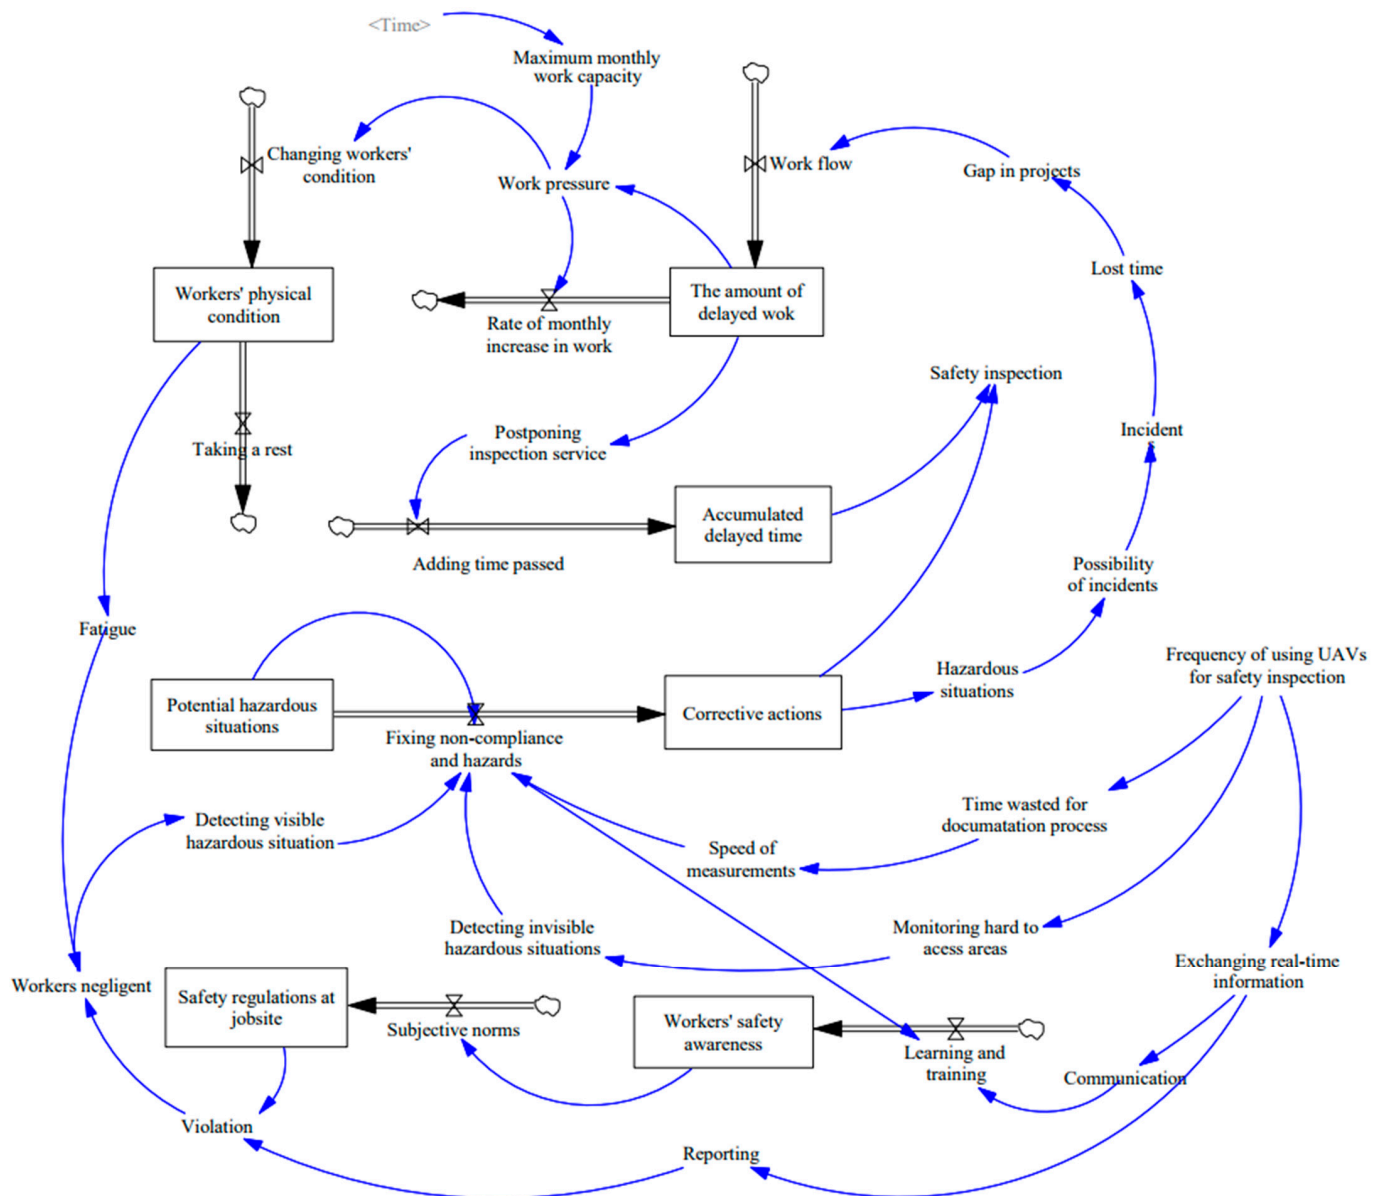 <Time>
Maximum monthly
work capacity
Changing workers'
condition
Work pressure
Work flow
Gap in projects
Lost time
Workers' physical
condition
The amount of
delayed wok
Rate of monthly
increase in work
Safety inspection
Taking a rest
Postponing
inspection service
Incident
s
Accumulated
delayed time
Adding time passed
Possibility
of incidents
Fatigue
Frequency of using UAVs
for safety inspection
Hazardous
situations
Potential hazardous
situations
Corrective actions
Fixing non-compliance
and hazards
Time wasted for
documatation process
Detecting visible
hazardous situation
Speed of
measurements
Detecting invisible
hazardous situations
Monitoring hard to
acess areas
Exchanging real-time
information
Workers negligent
Safety regulations at
jobsite
Subjective norms
Workers' safety
awareness
Learning and
training
Communication
Violation
Reporting